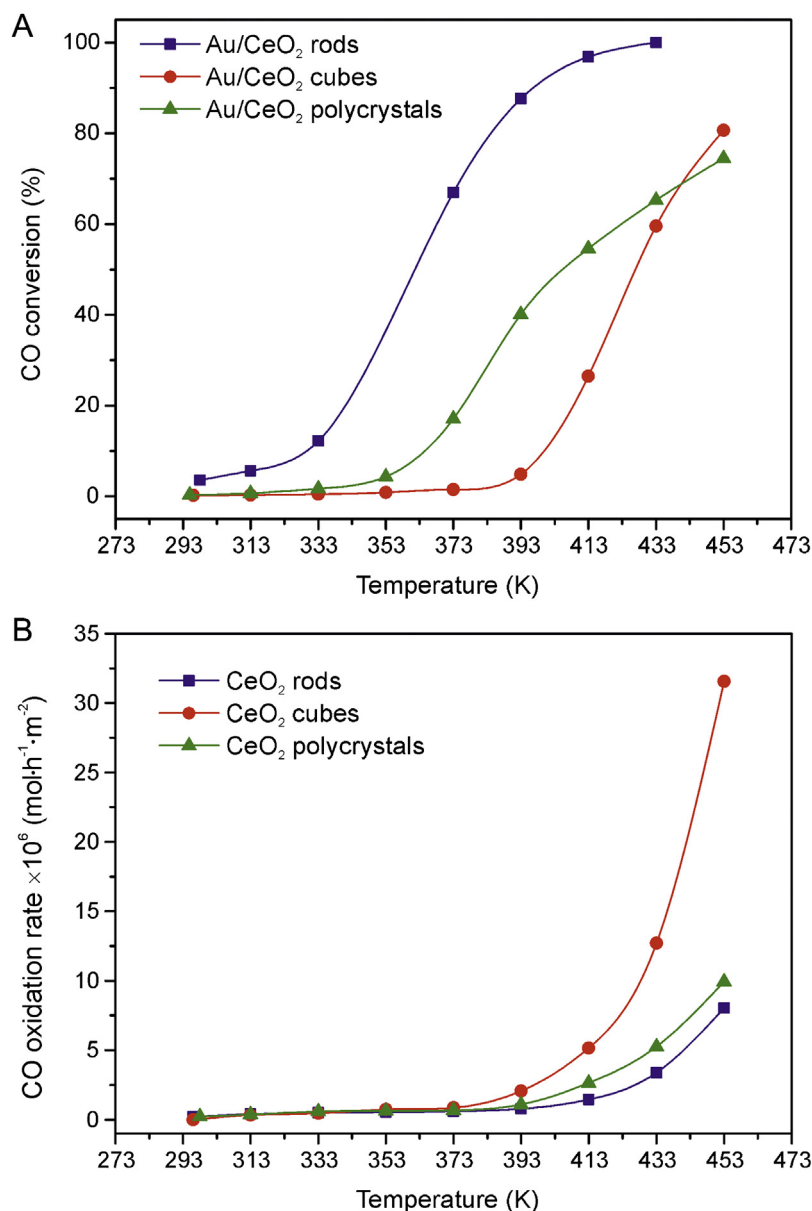 A
100
80
60
40
20
0
CO conversion (%)
Au/CeO₂ rods
Au/CeO₂ cubes
Au/CeO₂ polycrystals
273 293 313 333 353 373 393 413 433 453 473
Temperature (K)
B
35
30
25
20
15
10
5
0
CO oxidation rate ×10⁶ (mol·h⁻¹·m⁻²)
CeO₂ rods
CeO₂ cubes
CeO₂ polycrystals
273 293 313 333 353 373 393 413 433 453 473
Temperature (K)